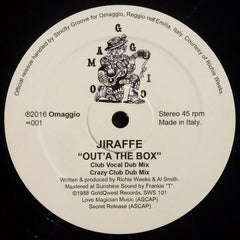 Official reissue handled by Strictly Groove for Omaggio, Reggio nell'Emilia, Italy. Courtesy of Richie Weeks
OMAGGIO
℗2016 Omaggio
=001
Stereo 45 rpm
Made in Italy.
JIRAFFE
"OUT'A THE BOX"
Club Vocal Dub Mix
Crazy Club Dub Mix
Written & produced by Richie Weeks & Al Smith.
Mastered at Sunshine Sound by Frankie "T".
©1988 GoldQwest Records, SWS 101
Love Magician Music (ASCAP)
Secret Release (ASCAP)